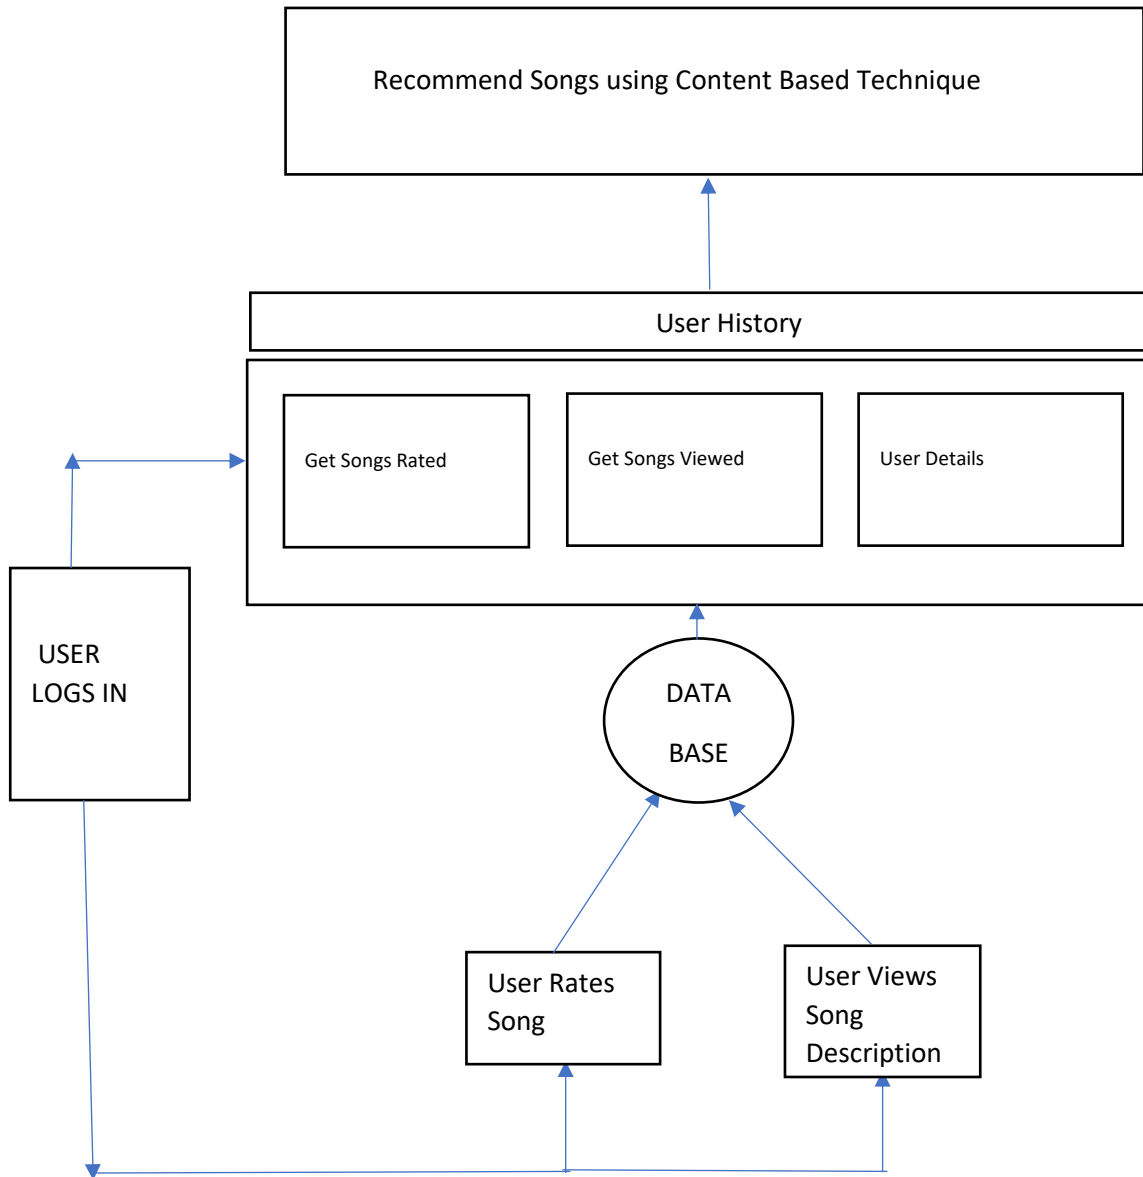 Recommend Songs using Content Based Technique
User History
Get Songs Rated
Get Songs Viewed
User Details
USER
LOGS IN
DATA
BASE
User Rates
Song
User Views
Song
Description